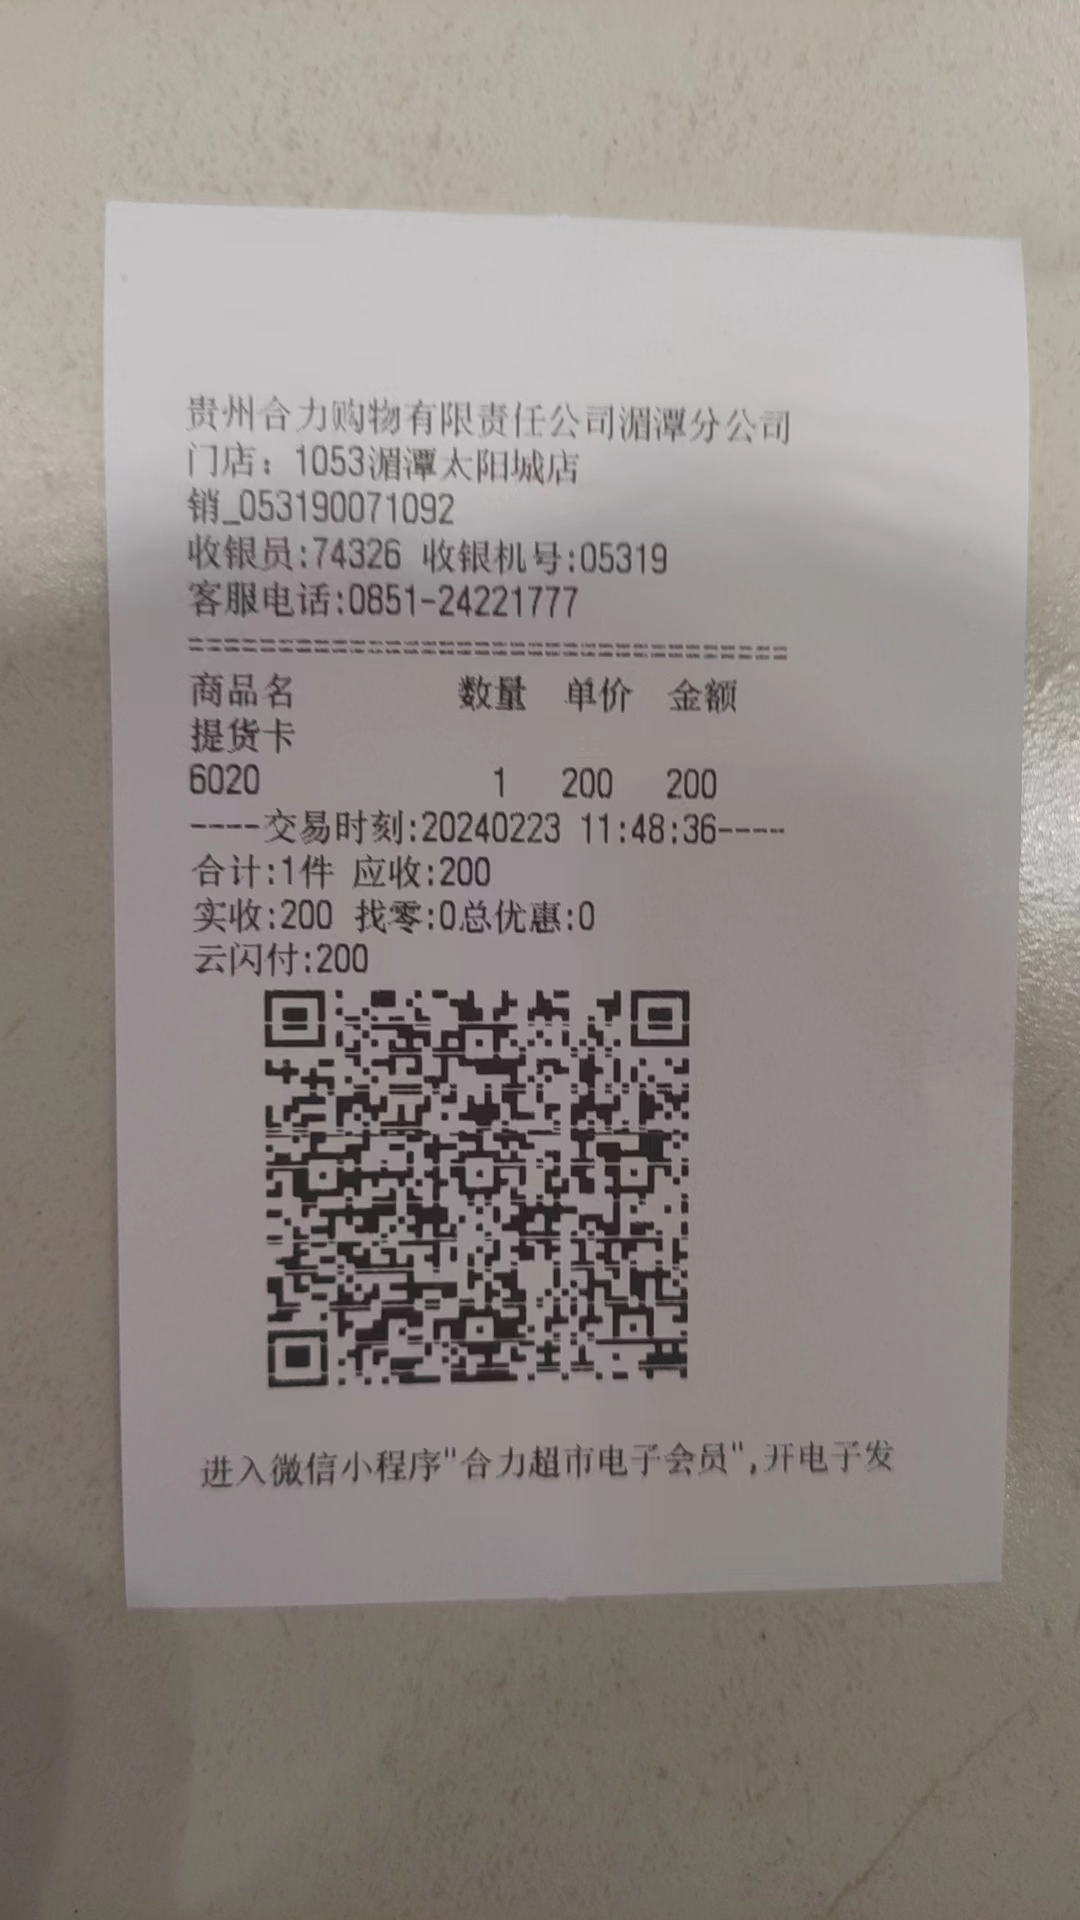 贵州合力购物有限责任公司湄潭分公司
门店：1053湄潭太阳城店
销_053190071092
收银员:74326 收银机号:05319
客服电话:0851-24221777
==================================
商品名 数量 单价 金额
提货卡
6020 1 200 200
----交易时刻:20240223 11:48:36----
合计:1件 应收:200
实收:200 找零:0总优惠:0
云闪付:200
进入微信小程序"合力超市电子会员",开电子发